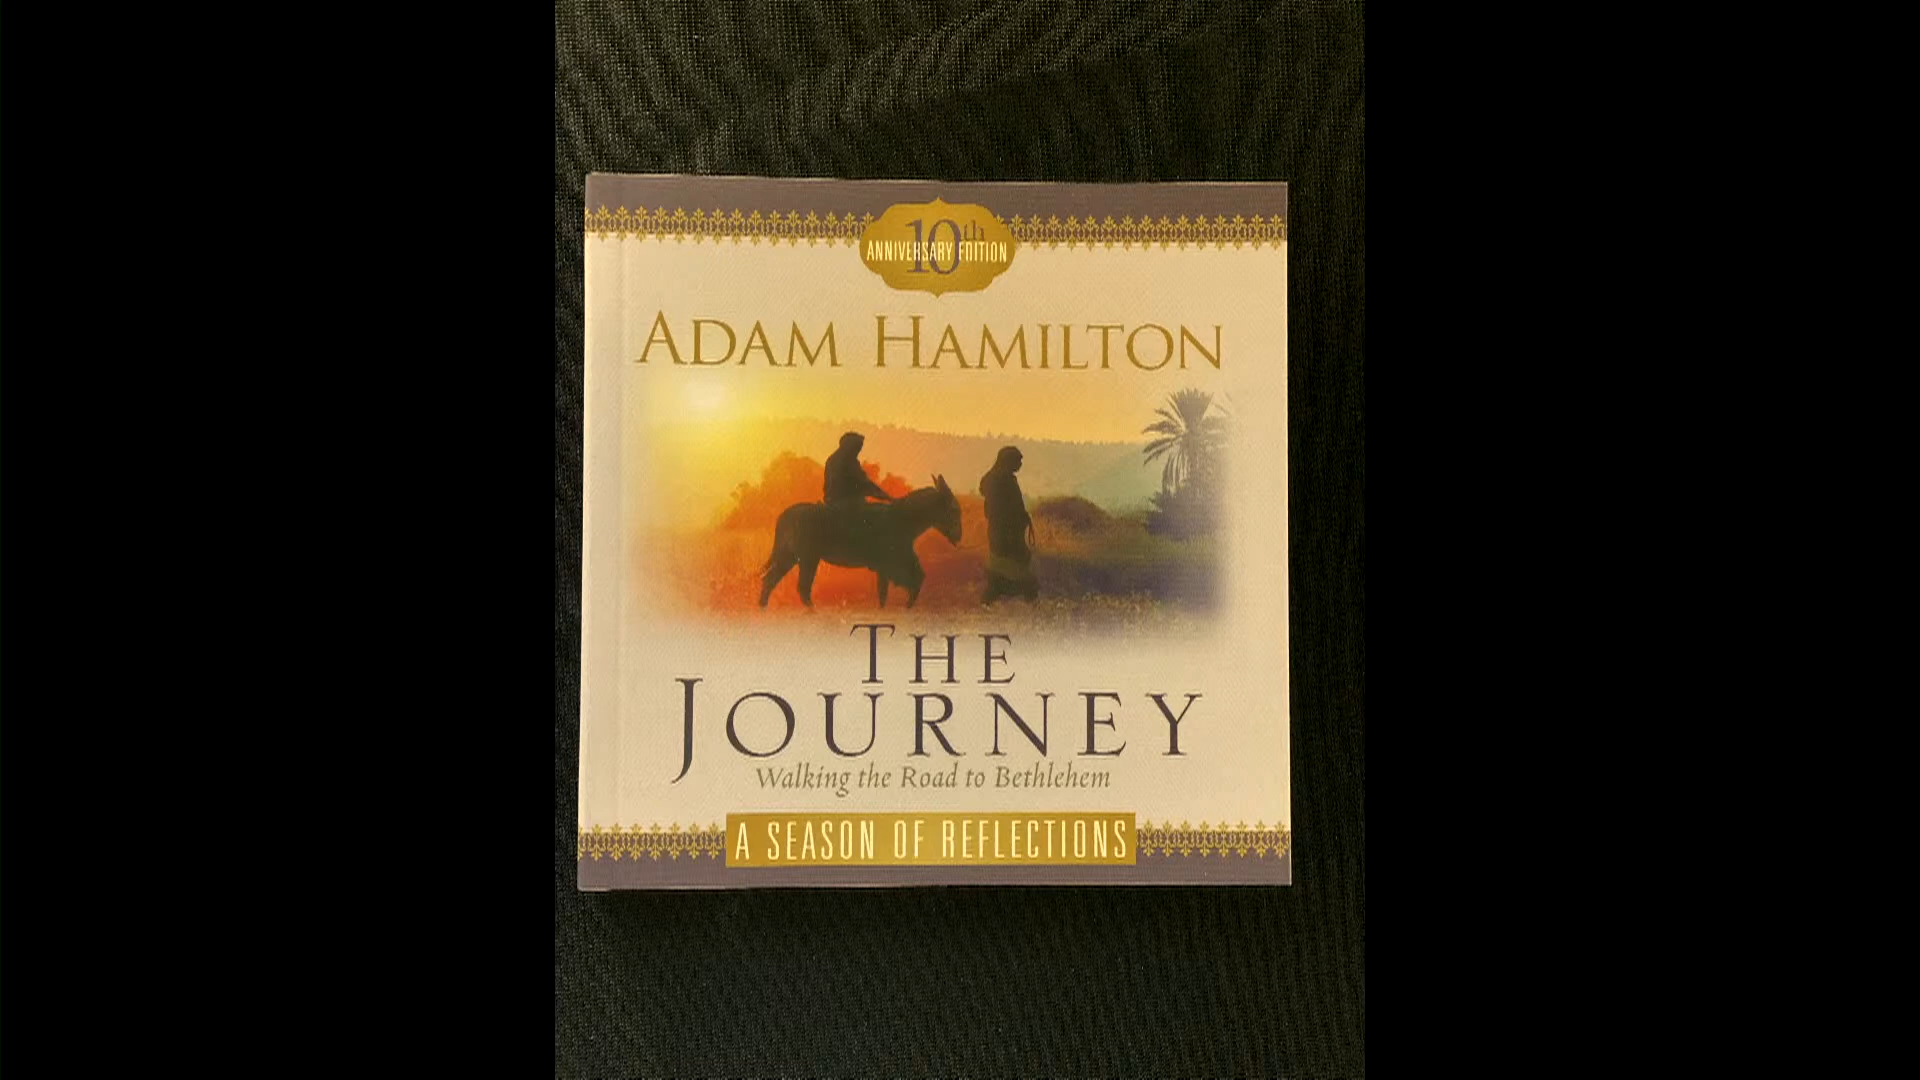 10th
ANNIVERSARY EDITION
ADAM HAMILTON
THE
JOURNEY
Walking the Road to Bethlehem
A SEASON OF REFLECTIONS